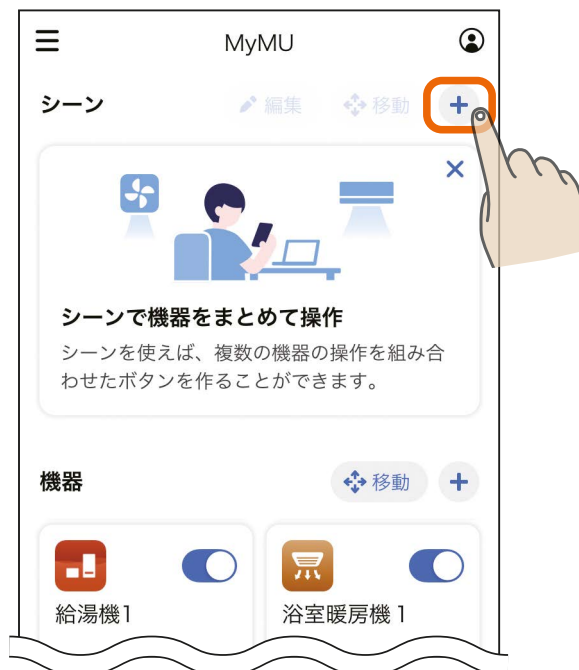 MyMU
シーン
編集
移動
シーンで機器をまとめて操作
シーンを使えば、複数の機器の操作を組み合
わせたボタンを作ることができます。
機器
移動
給湯機1
浴室暖房機 1